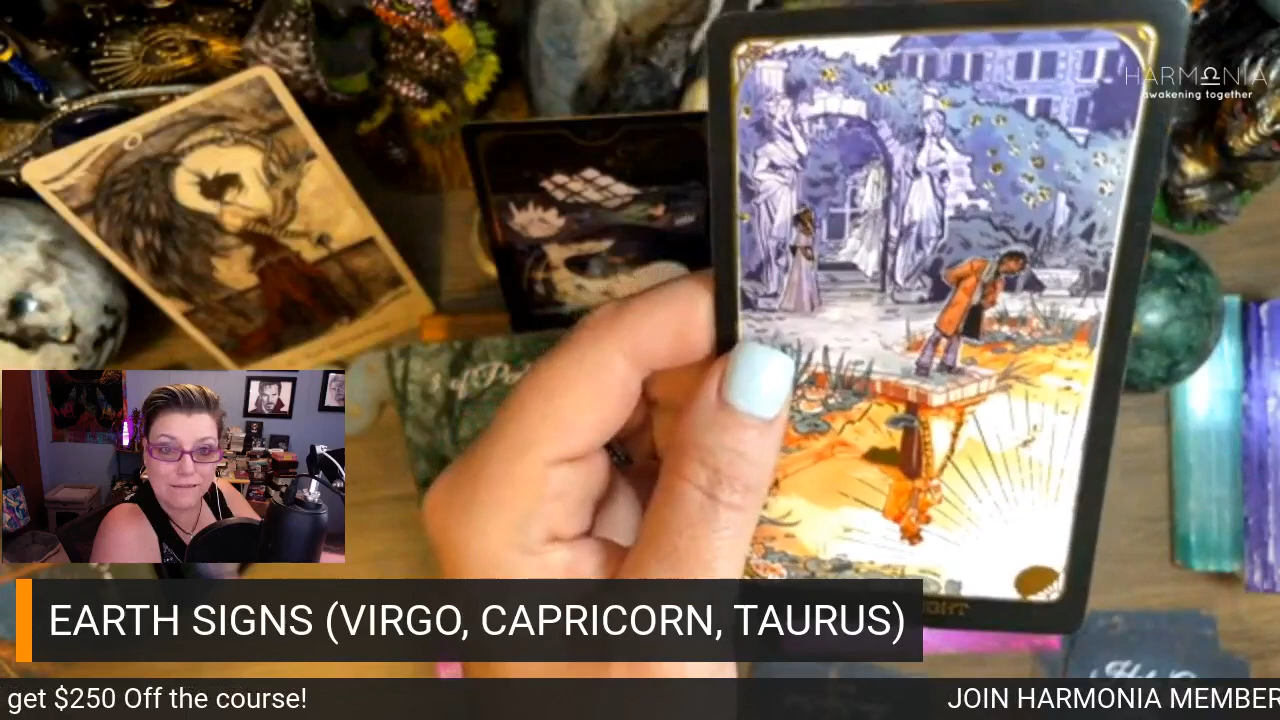 HARMONIA
awakening together
EARTH SIGNS (VIRGO, CAPRICORN, TAURUS)
get $250 Off the course!
JOIN HARMONIA MEMBER